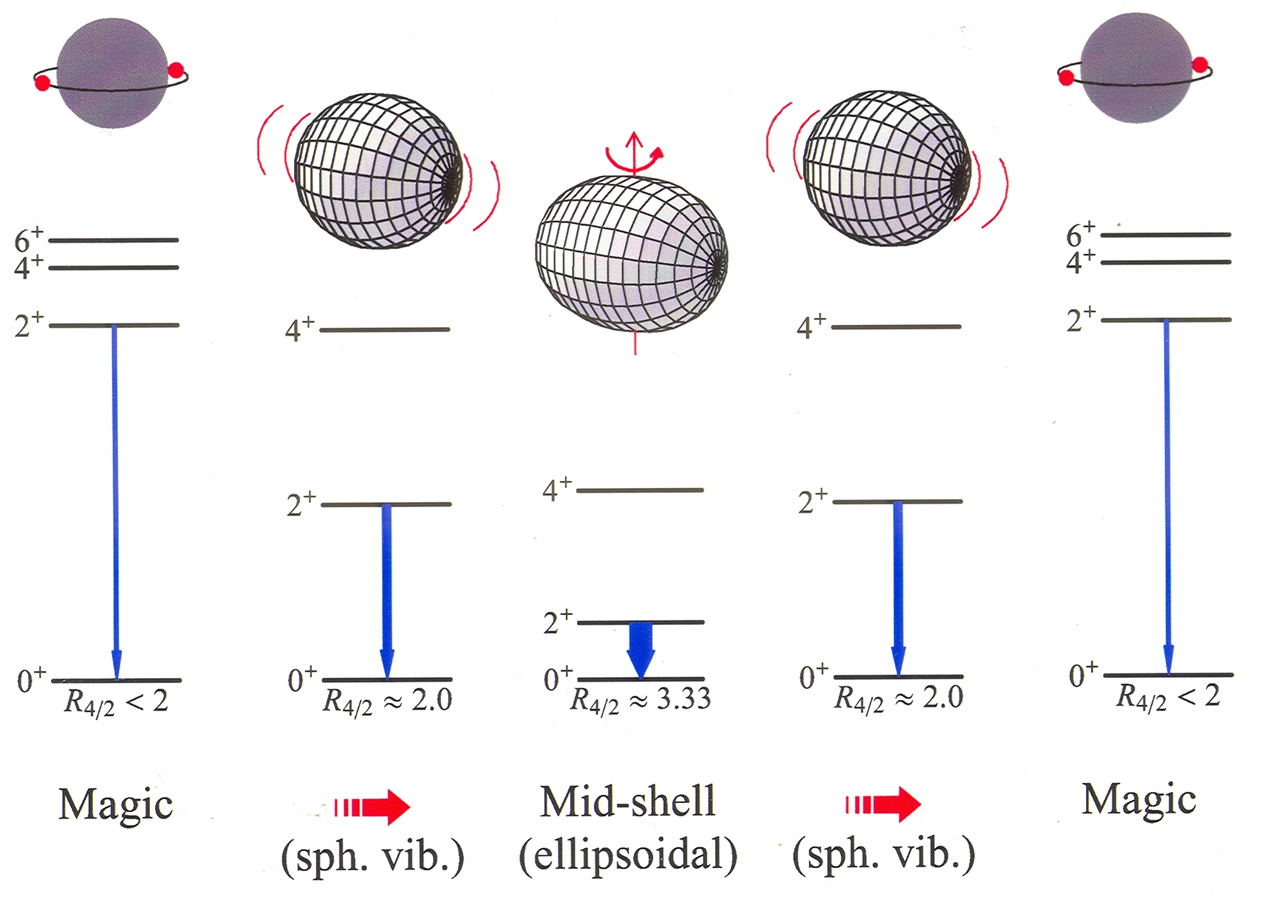 6⁺
4⁺
2⁺
0⁺
R₄/₂ < 2
4⁺
2⁺
0⁺
R₄/₂ ≈ 2.0
4⁺
2⁺
0⁺
R₄/₂ ≈ 3.33
4⁺
2⁺
0⁺
R₄/₂ ≈ 2.0
6⁺
4⁺
2⁺
0⁺
R₄/₂ < 2
Magic
(sph. vib.)
Mid-shell
(ellipsoidal)
(sph. vib.)
Magic